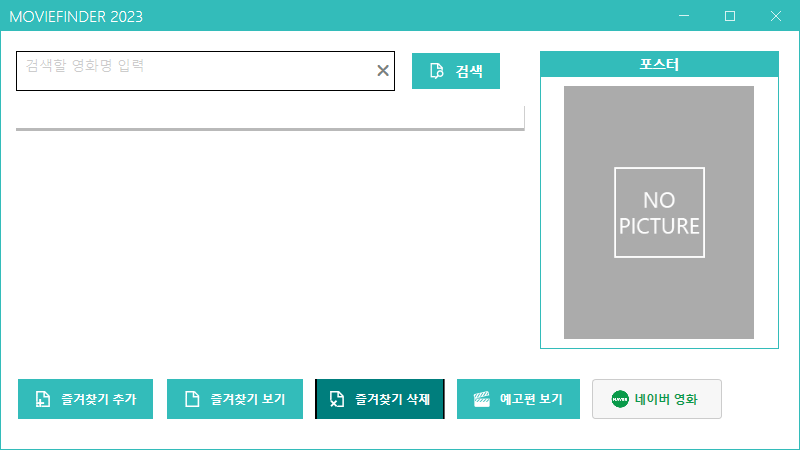 MOVIEFINDER 2023
검색할 영화명 입력
검색
포스터
NO
PICTURE
즐겨찾기 추가
즐겨찾기 보기
즐겨찾기 삭제
예고편 보기
NAVER 네이버 영화